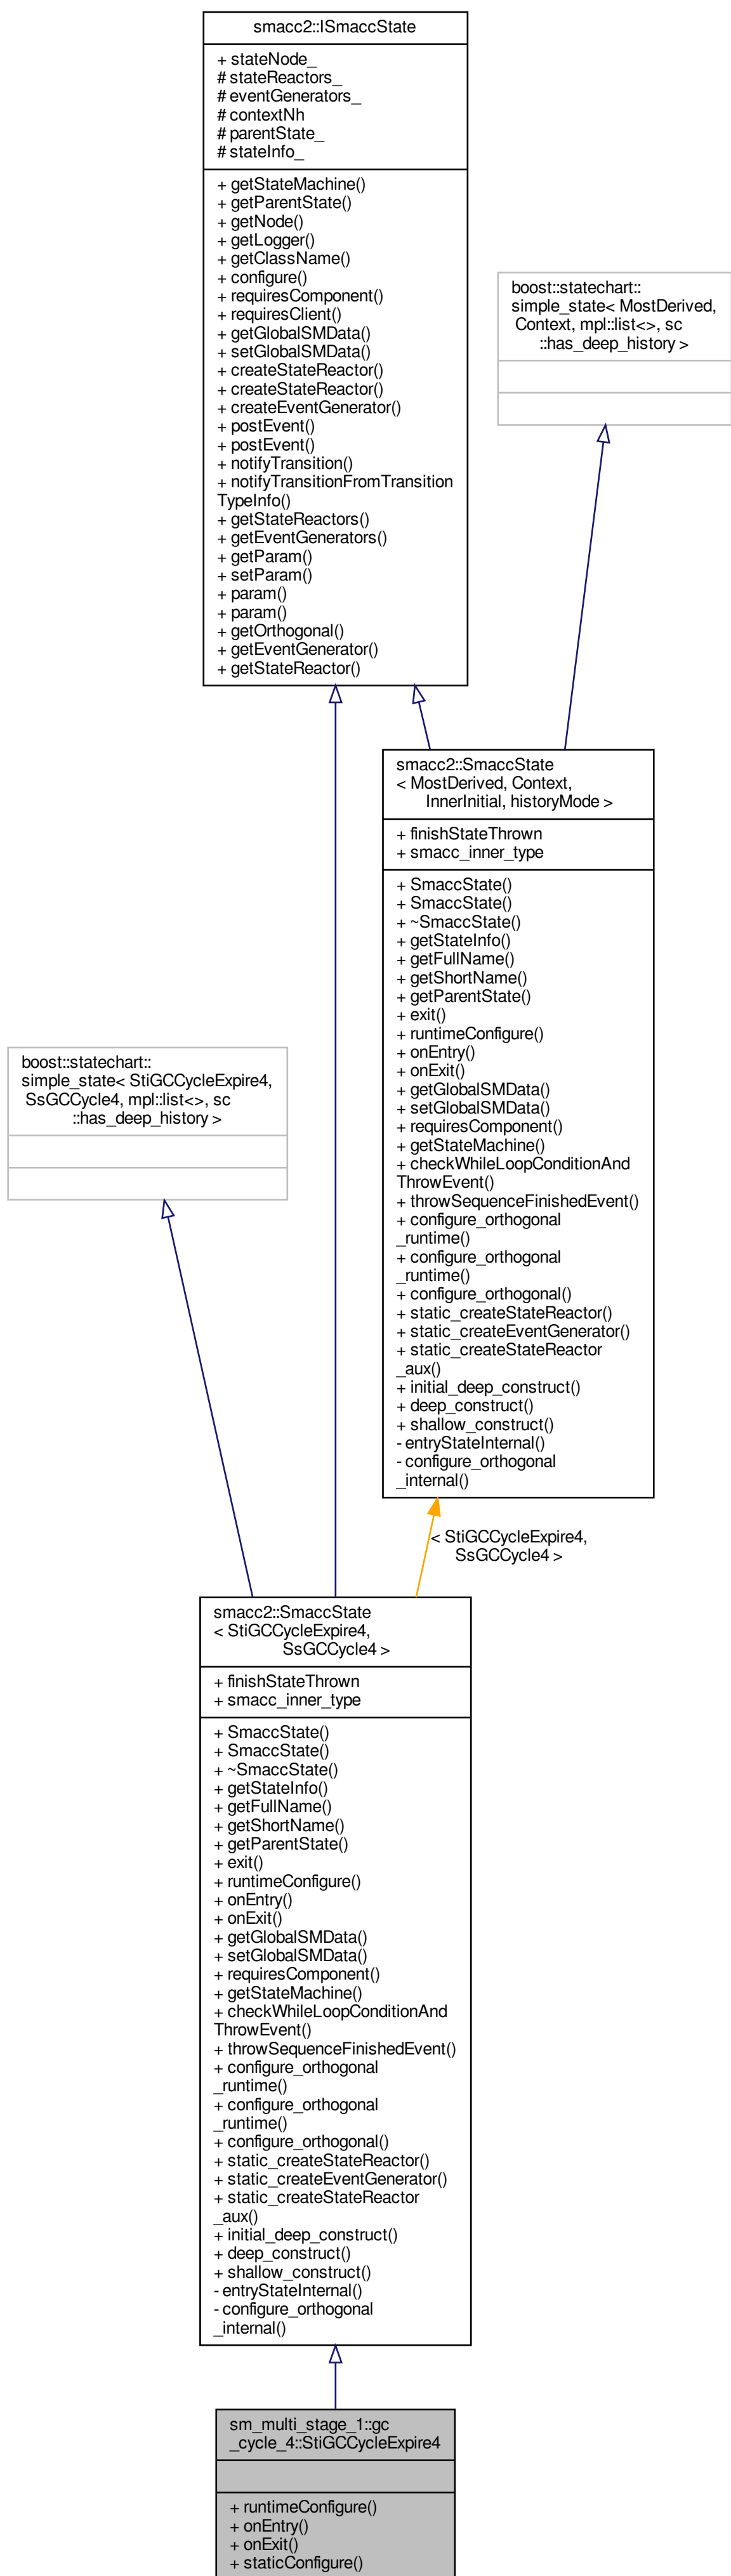 smacc2::ISmaccState
+ stateNode_
# stateReactors_
# eventGenerators_
# contextNh
# parentState_
# stateInfo_
+ getStateMachine()
+ getParentState()
+ getNode()
+ getLogger()
+ getClassName()
+ configure()
+ requiresComponent()
+ requiresClient()
+ getGlobalSMData()
+ setGlobalSMData()
+ createStateReactor()
+ createStateReactor()
+ createEventGenerator()
+ postEvent()
+ postEvent()
+ notifyTransition()
+ notifyTransitionFromTransition
TypeInfo()
+ getStateReactors()
+ getEventGenerators()
+ getParam()
+ setParam()
+ param()
+ param()
+ getOrthogonal()
+ getEventGenerator()
+ getStateReactor()
boost::statechart::
simple_state< MostDerived,
Context, mpl::list<>, sc
::has_deep_history >
smacc2::SmaccState
< MostDerived, Context,
InnerInitial, historyMode >
+ finishStateThrown
+ smacc_inner_type
+ SmaccState()
+ SmaccState()
+ ~SmaccState()
+ getStateInfo()
+ getFullName()
+ getShortName()
+ getParentState()
+ exit()
+ runtimeConfigure()
+ onEntry()
+ onExit()
+ getGlobalSMData()
+ setGlobalSMData()
+ requiresComponent()
+ getStateMachine()
+ checkWhileLoopConditionAnd
ThrowEvent()
+ throwSequenceFinishedEvent()
+ configure_orthogonal
_runtime()
+ configure_orthogonal
_runtime()
+ configure_orthogonal()
+ static_createStateReactor()
+ static_createEventGenerator()
+ static_createStateReactor
_aux()
+ initial_deep_construct()
+ deep_construct()
+ shallow_construct()
- entryStateInternal()
- configure_orthogonal
_internal()
boost::statechart::
simple_state< StiGCCycleExpire4,
SsGCCycle4, mpl::list<>, sc
::has_deep_history >
< StiGCCycleExpire4,
SsGCCycle4 >
smacc2::SmaccState
< StiGCCycleExpire4,
SsGCCycle4 >
+ finishStateThrown
+ smacc_inner_type
+ SmaccState()
+ SmaccState()
+ ~SmaccState()
+ getStateInfo()
+ getFullName()
+ getShortName()
+ getParentState()
+ exit()
+ runtimeConfigure()
+ onEntry()
+ onExit()
+ getGlobalSMData()
+ setGlobalSMData()
+ requiresComponent()
+ getStateMachine()
+ checkWhileLoopConditionAnd
ThrowEvent()
+ throwSequenceFinishedEvent()
+ configure_orthogonal
_runtime()
+ configure_orthogonal
_runtime()
+ configure_orthogonal()
+ static_createStateReactor()
+ static_createEventGenerator()
+ static_createStateReactor
_aux()
+ initial_deep_construct()
+ deep_construct()
+ shallow_construct()
- entryStateInternal()
- configure_orthogonal
_internal()
sm_multi_stage_1::gc
_cycle_4::StiGCCycleExpire4
+ runtimeConfigure()
+ onEntry()
+ onExit()
+ staticConfigure()